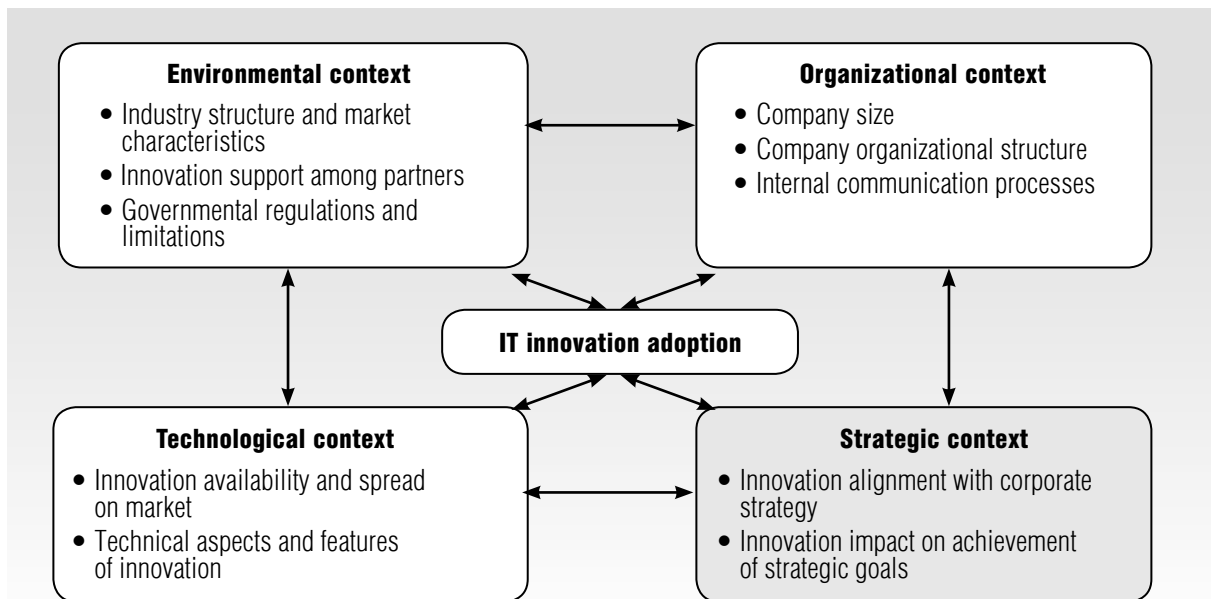 Environmental context
• Industry structure and market
characteristics
• Innovation support among partners
• Governmental regulations and
limitations
Organizational context
• Company size
• Company organizational structure
• Internal communication processes
IT innovation adoption
Technological context
• Innovation availability and spread
on market
• Technical aspects and features
of innovation
Strategic context
• Innovation alignment with corporate
strategy
• Innovation impact on achievement
of strategic goals